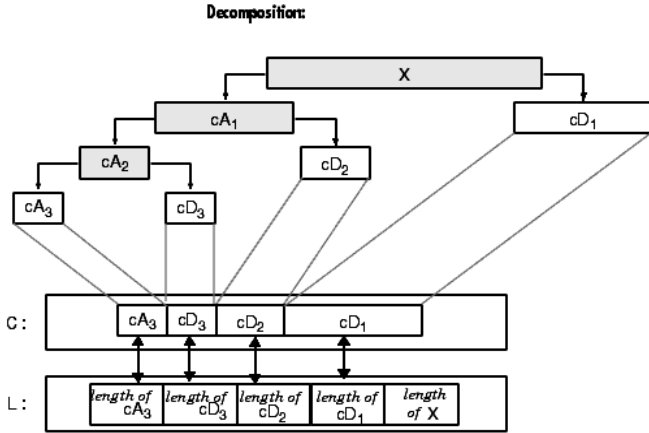 Decomposition:
X
cA1 cD1
cA2 cD2
cA3 cD3
C: cA3 cD3 cD2 cD1
length of length of length of length of length
L: cA3 cD3 cD2 cD1 of X